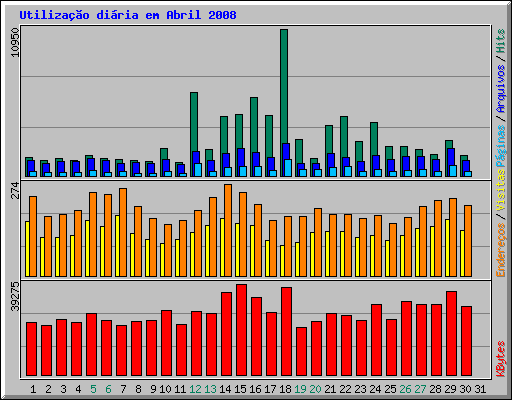 Utilização diária em Abril 2008
10950
274
39275
KBytes
Endereços / visitas
Páginas / Arquivos / Hits
1 2 3 4 5 6 7 8 9 10 11 12 13 14 15 16 17 18 19 20 21 22 23 24 25 26 27 28 29 30 31